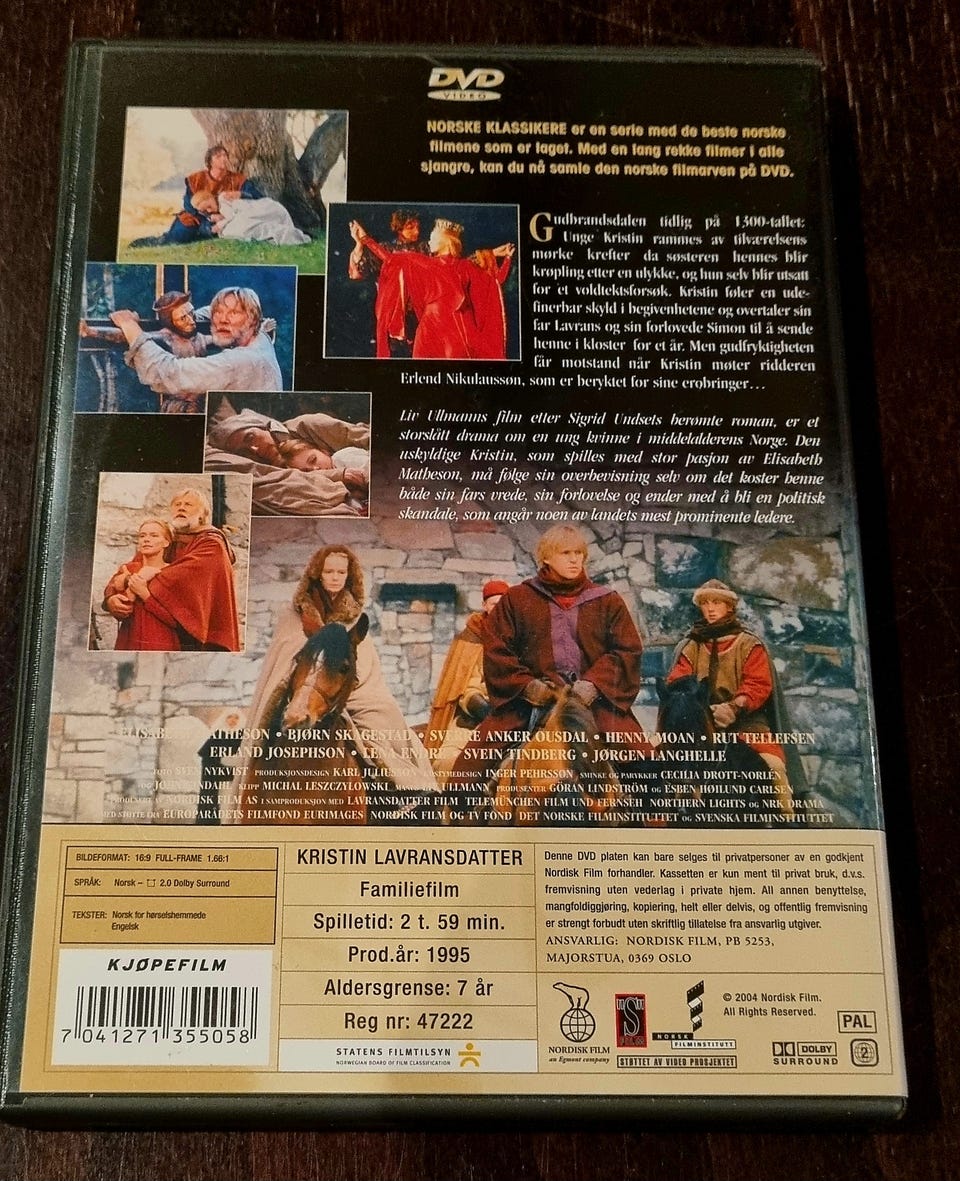 DVD
VIDEO
NORSKE KLASSIKERE er en serie med de beste norske
filmene som er laget. Med en lang rekke filmer i alle
sjangre, kan du nå samle den norske filmarven på DVD.
Gudbrandsdalen tidlig på 1300-tallet:
Unge Kristin rammes av tilværelsens
mørke krefter da søsteren hennes blir
krøpling etter en ulykke, og hun selv blir utsatt
for et voldtektsforsøk. Kristin føler en ude-
finerbar skyld i begivenhetene og overtaler sin
far Lavrans og sin forlovede Simon til å sende
henne i kloster for et år. Men gudfryktigheten
får motstand når Kristin møter ridderen
Erlend Nikulaussøn, som er beryktet for sine erobringer...
Liv Ullmanns film etter Sigrid Undsets berømte roman, er et
storslått drama om en ung kvinne i middelalderens Norge. Den
uskyldige Kristin, som spilles med stor pasjon av Elisabeth
Matheson, må følge sin overbevisning selv om det koster henne
både sin fars vrede, sin forlovelse og ender med å bli en politisk
skandale, som angår noen av landets mest prominente ledere.
ELISABETH MATHESON • BJØRN SKAGESTAD • SVERRE ANKER OUSDAL • HENNY MOAN • RUT TELLEFSEN
ERLAND JOSEPHSON • LENA ENDRE • SVEIN TINDBERG • JØRGEN LANGHELLE
FOTO SVEN NYKVIST PRODUKSJONSDESIGN KARL JULIUSSON KOSTYMEDESIGN INGER PEHRSSON SMINKE OG PARYKKER CECILIA DROTT-NORLÉN
KLIPP MICHAL LESZCZYLOWSKI ULLMANN PRODUSENTER GÖRAN LINDSTRÖM OG ESBEN HØILUND CARLSEN
PRODUSERT AV NORDISK FILM AS I SAMPRODUKSJON MED LAVRANSDATTER FILM TELEMÜNCHEN FILM UND FERNSEH NORTHERN LIGHTS OG NRK DRAMA
MED STØTTE FRA EUROPARÅDETS FILMFOND EURIMAGES NORDISK FILM OG TV FOND DET NORSKE FILMINSTITUTTET OG SVENSKA FILMINSTITUTET
BILDEFORMAT: 16:9 FULL-FRAME 1.66:1
SPRÅK: Norsk – 2.0 Dolby Surround
TEKSTER: Norsk for hørselshemmede
Engelsk
KJØPEFILM
7 041271 355058
KRISTIN LAVRANSDATTER
Familiefilm
Spilletid: 2 t. 59 min.
Prod.år: 1995
Aldersgrense: 7 år
Reg nr: 47222
STATENS FILMTILSYN
NORWEGIAN BOARD OF FILM CLASSIFICATION
Denne DVD platen kan bare selges til privatpersoner av en godkjent
Nordisk Film forhandler. Kassetten er kun ment til privat bruk, d.v.s.
fremvisning uten vederlag i private hjem. All annen benyttelse,
mangfoldiggjøring, kopiering, helt eller delvis, og offentlig fremvisning
er strengt forbudt uten skriftlig tillatelse fra ansvarlig utgiver.
ANSVARLIG: NORDISK FILM, PB 5253,
MAJORSTUA, 0369 OSLO
NORDISK FILM
an Egmont company
S
FILM
NORSK
FILMINSTITUTT
STØTTET AV VIDEO PROSJEKTET
© 2004 Nordisk Film.
All Rights Reserved.
PAL
DOLBY
SURROUND
2